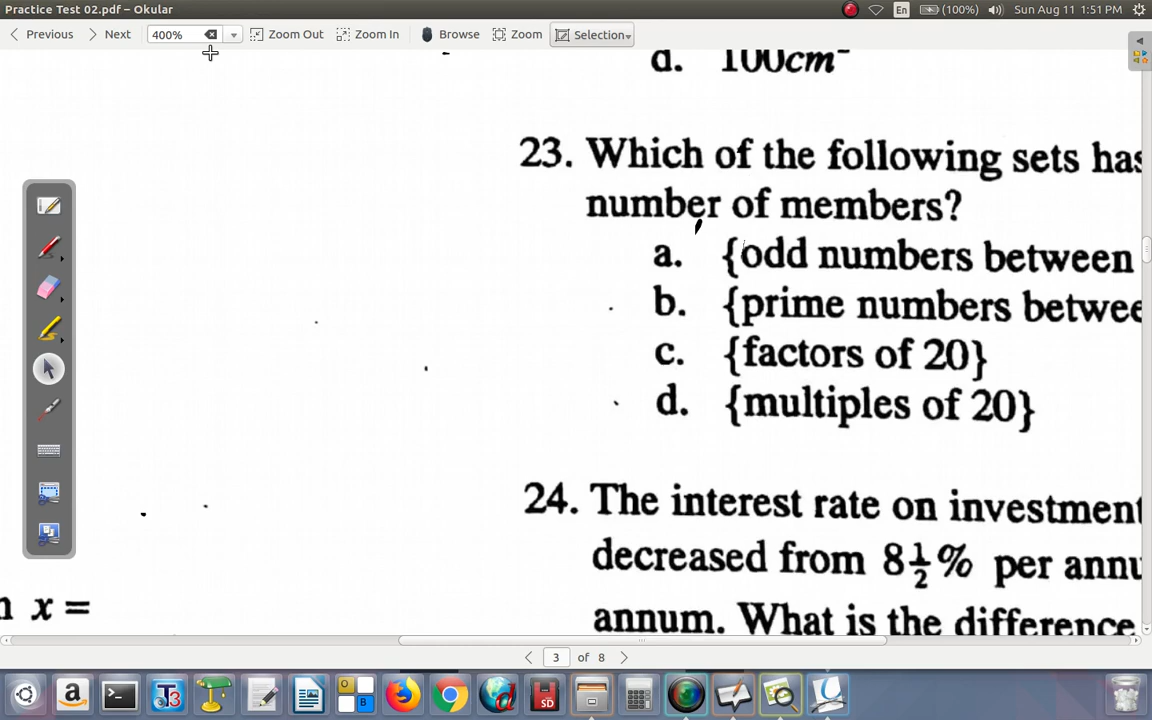 Practice Test 02.pdf – Okular
En (100%) Sun Aug 11 1:51 PM
Previous Next 400% Zoom Out Zoom In Browse Zoom Selection
d. 100cm²
23. Which of the following sets has
number of members?
a. {odd numbers between
b. {prime numbers betwee
c. {factors of 20}
d. {multiples of 20}
24. The interest rate on investment
decreased from 8½% per annu
n x =
annum. What is the difference
3 of 8